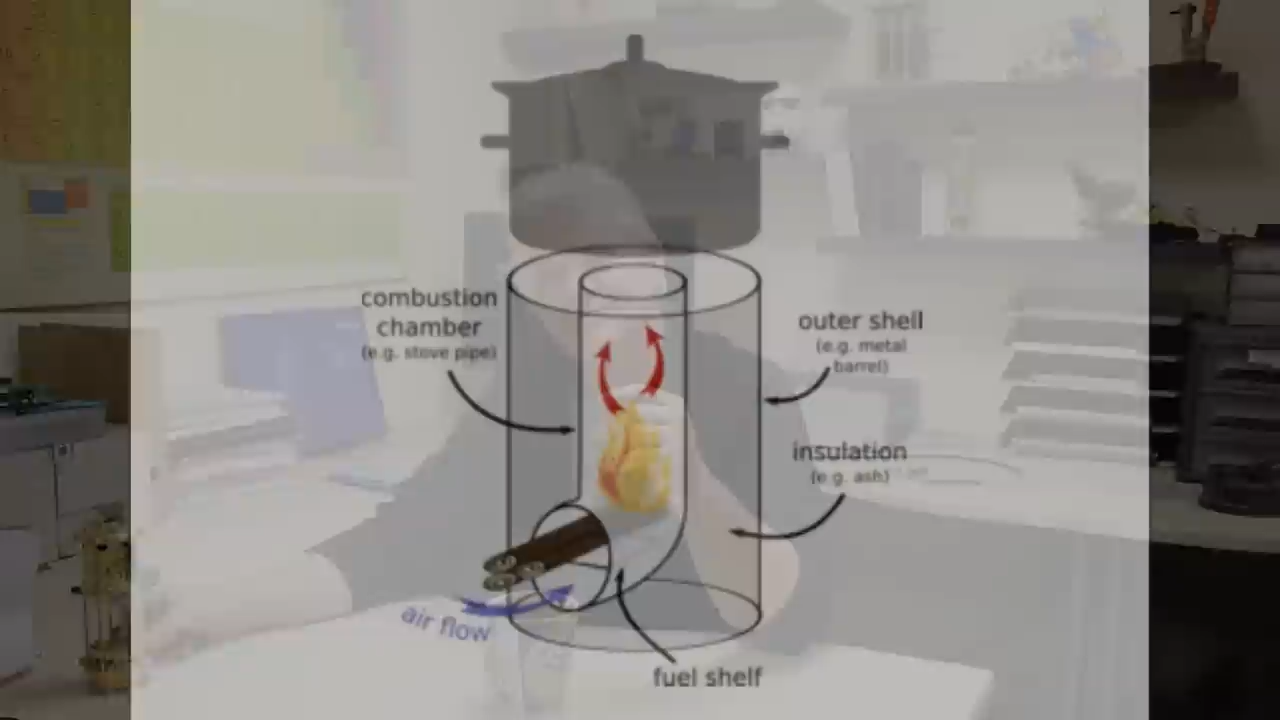 combustion
chamber
(e.g. stove pipe)
outer shell
(e.g. metal
barrel)
insulation
(e.g. ash)
air flow
fuel shelf